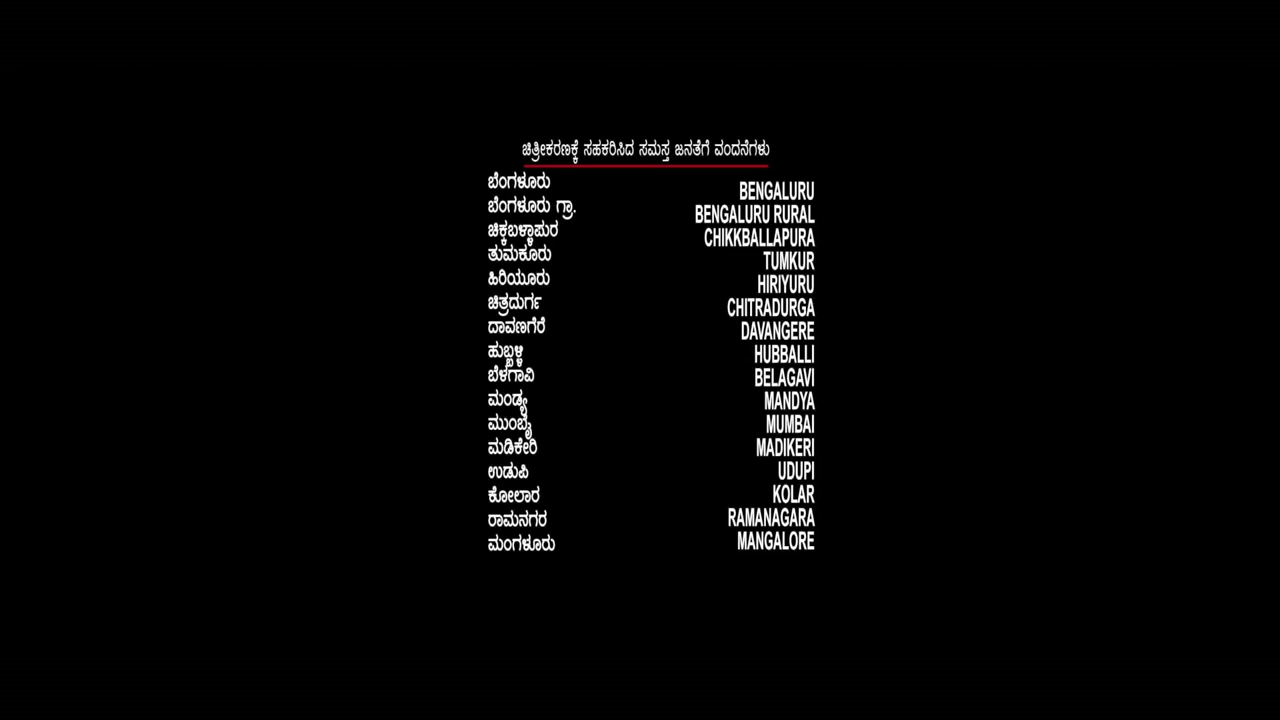 ಚಿತ್ರೀಕರಣಕ್ಕೆ ಸಹಕರಿಸಿದ ಸಮಸ್ತ ಜನತೆಗೆ ವಂದನೆಗಳು
ಬೆಂಗಳೂರು BENGALURU
ಬೆಂಗಳೂರು ಗ್ರಾ. BENGALURU RURAL
ಚಿಕ್ಕಬಳ್ಳಾಪುರ CHIKKBALLAPURA
ತುಮಕೂರು TUMKUR
ಹಿರಿಯೂರು HIRIYURU
ಚಿತ್ರದುರ್ಗ CHITRADURGA
ದಾವಣಗೆರೆ DAVANGERE
ಹುಬ್ಬಳ್ಳಿ HUBBALLI
ಬೆಳಗಾವಿ BELAGAVI
ಮಂಡ್ಯ MANDYA
ಮುಂಬೈ MUMBAI
ಮಡಿಕೇರಿ MADIKERI
ಉಡುಪಿ UDUPI
ಕೋಲಾರ KOLAR
ರಾಮನಗರ RAMANAGARA
ಮಂಗಳೂರು MANGALORE